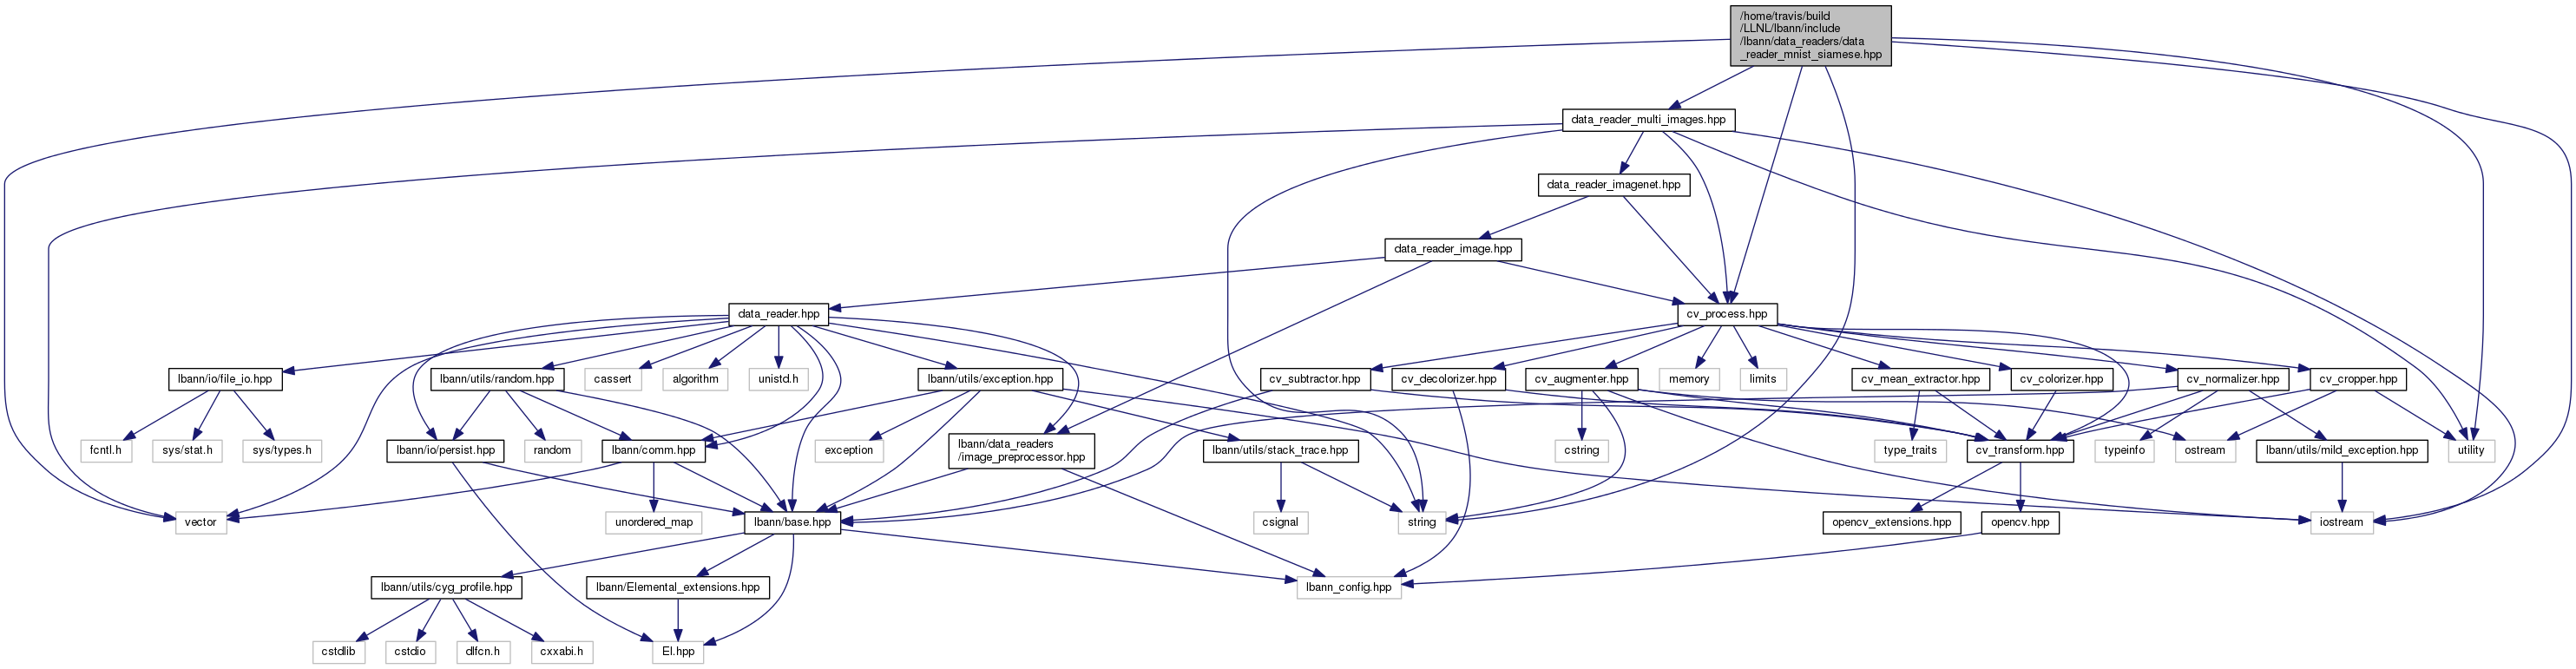 /home/travis/build
/LLNL/lbann/include
/lbann/data_readers/data
_reader_mnist_siamese.hpp
data_reader_multi_images.hpp
data_reader_imagenet.hpp
data_reader_image.hpp
data_reader.hpp
cv_process.hpp
lbann/io/file_io.hpp
lbann/utils/random.hpp
cassert
algorithm
unistd.h
lbann/utils/exception.hpp
cv_subtractor.hpp
cv_decolorizer.hpp
cv_augmenter.hpp
memory
limits
cv_mean_extractor.hpp
cv_colorizer.hpp
cv_normalizer.hpp
cv_cropper.hpp
fcntl.h
sys/stat.h
sys/types.h
lbann/io/persist.hpp
random
lbann/comm.hpp
exception
lbann/data_readers
/image_preprocessor.hpp
lbann/utils/stack_trace.hpp
cstring
type_traits
cv_transform.hpp
typeinfo
ostream
lbann/utils/mild_exception.hpp
utility
vector
unordered_map
lbann/base.hpp
csignal
string
opencv_extensions.hpp
opencv.hpp
iostream
lbann/utils/cyg_profile.hpp
lbann/Elemental_extensions.hpp
lbann_config.hpp
cstdlib
cstdio
dlfcn.h
cxxabi.h
El.hpp